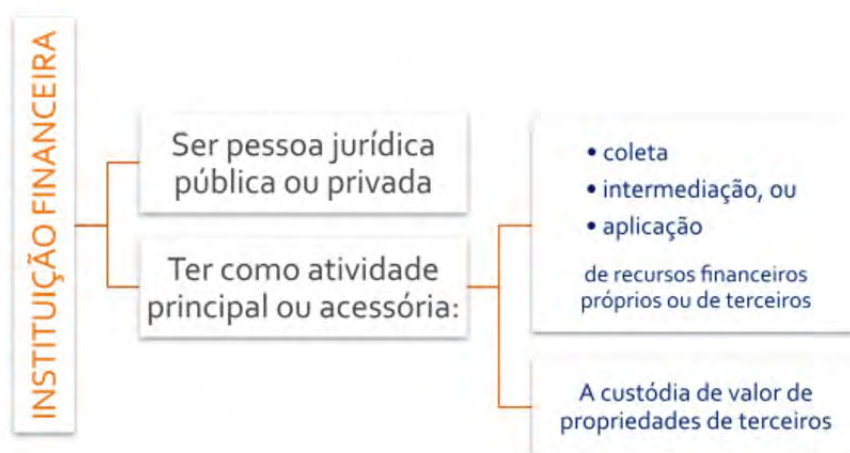 INSTITUIÇÃO FINANCEIRA
Ser pessoa jurídica
pública ou privada
Ter como atividade
principal ou acessória:
• coleta
• intermediação, ou
• aplicação
de recursos financeiros
próprios ou de terceiros
A custódia de valor de
propriedades de terceiros